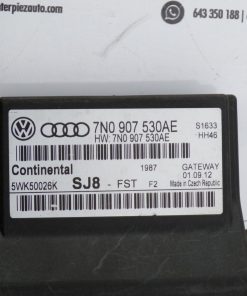 terpiezauto.com
643 350 188
7N0 907 530AE
HW: 7N0 907 530AE
S1633
HH46
Continental
1987
GATEWAY
5WK50026K
SJ8 - FST F2
01.09.12
Made in Czech Republic